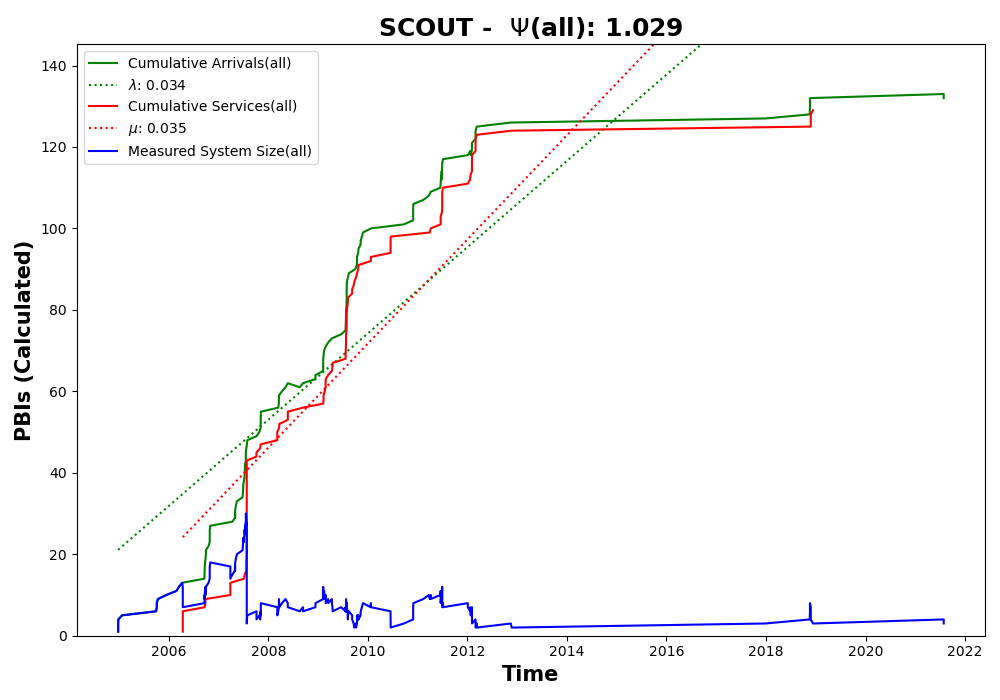 SCOUT - Ψ(all): 1.029
Cumulative Arrivals(all)
λ: 0.034
Cumulative Services(all)
μ: 0.035
Measured System Size(all)
PBIs (Calculated)
140
120
100
80
60
40
20
0
2006 2008 2010 2012 2014 2016 2018 2020 2022
Time